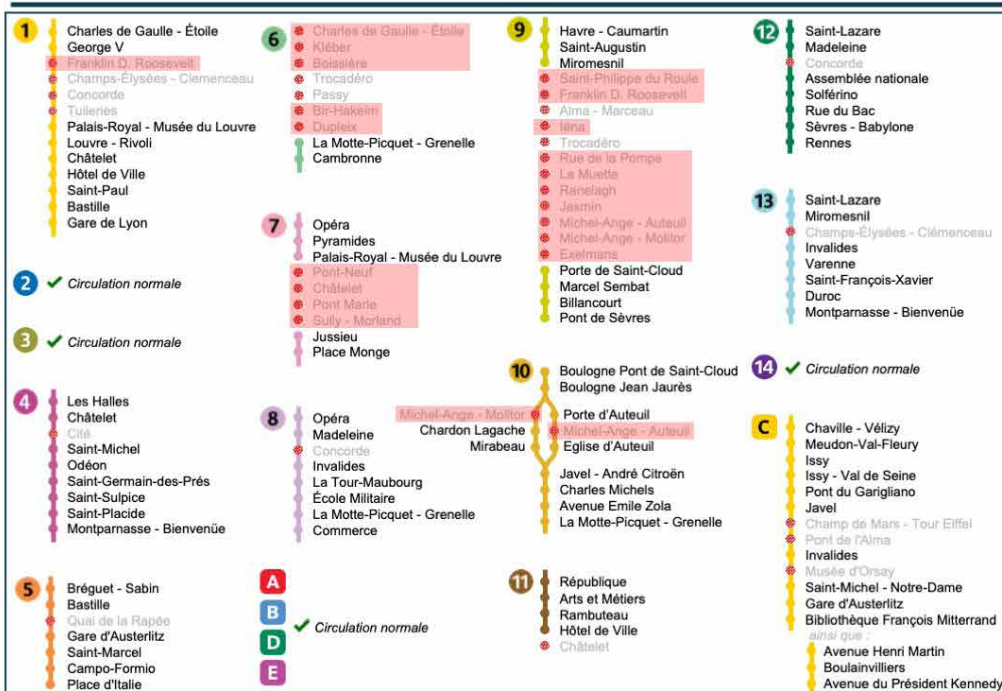 1
Charles de Gaulle - Étoile
George V
Franklin D. Roosevelt
Champs-Élysées - Clemenceau
Concorde
Tuileries
Palais-Royal - Musée du Louvre
Louvre - Rivoli
Châtelet
Hôtel de Ville
Saint-Paul
Bastille
Gare de Lyon
2
Circulation normale
3
Circulation normale
4
Les Halles
Châtelet
Cité
Saint-Michel
Odéon
Saint-Germain-des-Prés
Saint-Sulpice
Saint-Placide
Montparnasse - Bienvenüe
5
Bréguet - Sabin
Bastille
Quai de la Rapée
Gare d'Austerlitz
Saint-Marcel
Campo-Formio
Place d'Italie
6
Charles de Gaulle - Étoile
Kléber
Boissière
Trocadéro
Passy
Bir-Hakeim
Dupleix
La Motte-Picquet - Grenelle
Cambronne
7
Opéra
Pyramides
Palais-Royal - Musée du Louvre
Pont-Neuf
Châtelet
Pont Marie
Sully - Morland
Jussieu
Place Monge
8
Opéra
Madeleine
Concorde
Invalides
La Tour-Maubourg
École Militaire
La Motte-Picquet - Grenelle
Commerce
A
B
D
E
Circulation normale
9
Havre - Caumartin
Saint-Augustin
Miromesnil
Saint-Philippe du Roule
Franklin D. Roosevelt
Alma - Marceau
Iéna
Trocadéro
Rue de la Pompe
La Muette
Ranelagh
Jasmin
Michel-Ange - Auteuil
Michel-Ange - Molitor
Exelmans
Porte de Saint-Cloud
Marcel Sembat
Billancourt
Pont de Sèvres
10
Boulogne Pont de Saint-Cloud
Boulogne Jean Jaurès
Michel-Ange - Molitor
Porte d'Auteuil
Chardon Lagache
Michel-Ange - Auteuil
Mirabeau
Eglise d'Auteuil
Javel - André Citroën
Charles Michels
Avenue Emile Zola
La Motte-Picquet - Grenelle
11
République
Arts et Métiers
Rambuteau
Hôtel de Ville
Châtelet
12
Saint-Lazare
Madeleine
Concorde
Assemblée nationale
Solférino
Rue du Bac
Sèvres - Babylone
Rennes
13
Saint-Lazare
Miromesnil
Champs-Élysées - Clémenceau
Invalides
Varenne
Saint-François-Xavier
Duroc
Montparnasse - Bienvenüe
14
Circulation normale
C
Chaville - Vélizy
Meudon-Val-Fleury
Issy
Issy - Val de Seine
Pont du Garigliano
Javel
Champ de Mars - Tour Eiffel
Pont de l'Alma
Invalides
Musée d'Orsay
Saint-Michel - Notre-Dame
Gare d'Austerlitz
Bibliothèque François Mitterrand
ainsi que :
Avenue Henri Martin
Boulainvilliers
Avenue du Président Kennedy